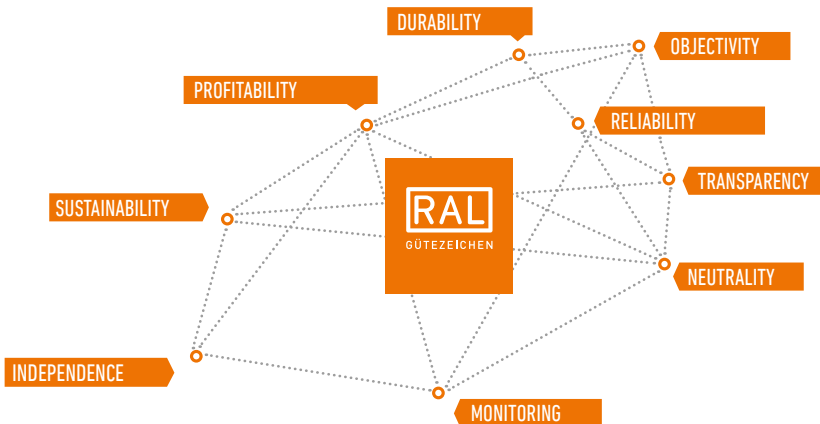 DURABILITY
OBJECTIVITY
PROFITABILITY
RELIABILITY
TRANSPARENCY
SUSTAINABILITY
RAL
GÜTEZEICHEN
NEUTRALITY
INDEPENDENCE
MONITORING